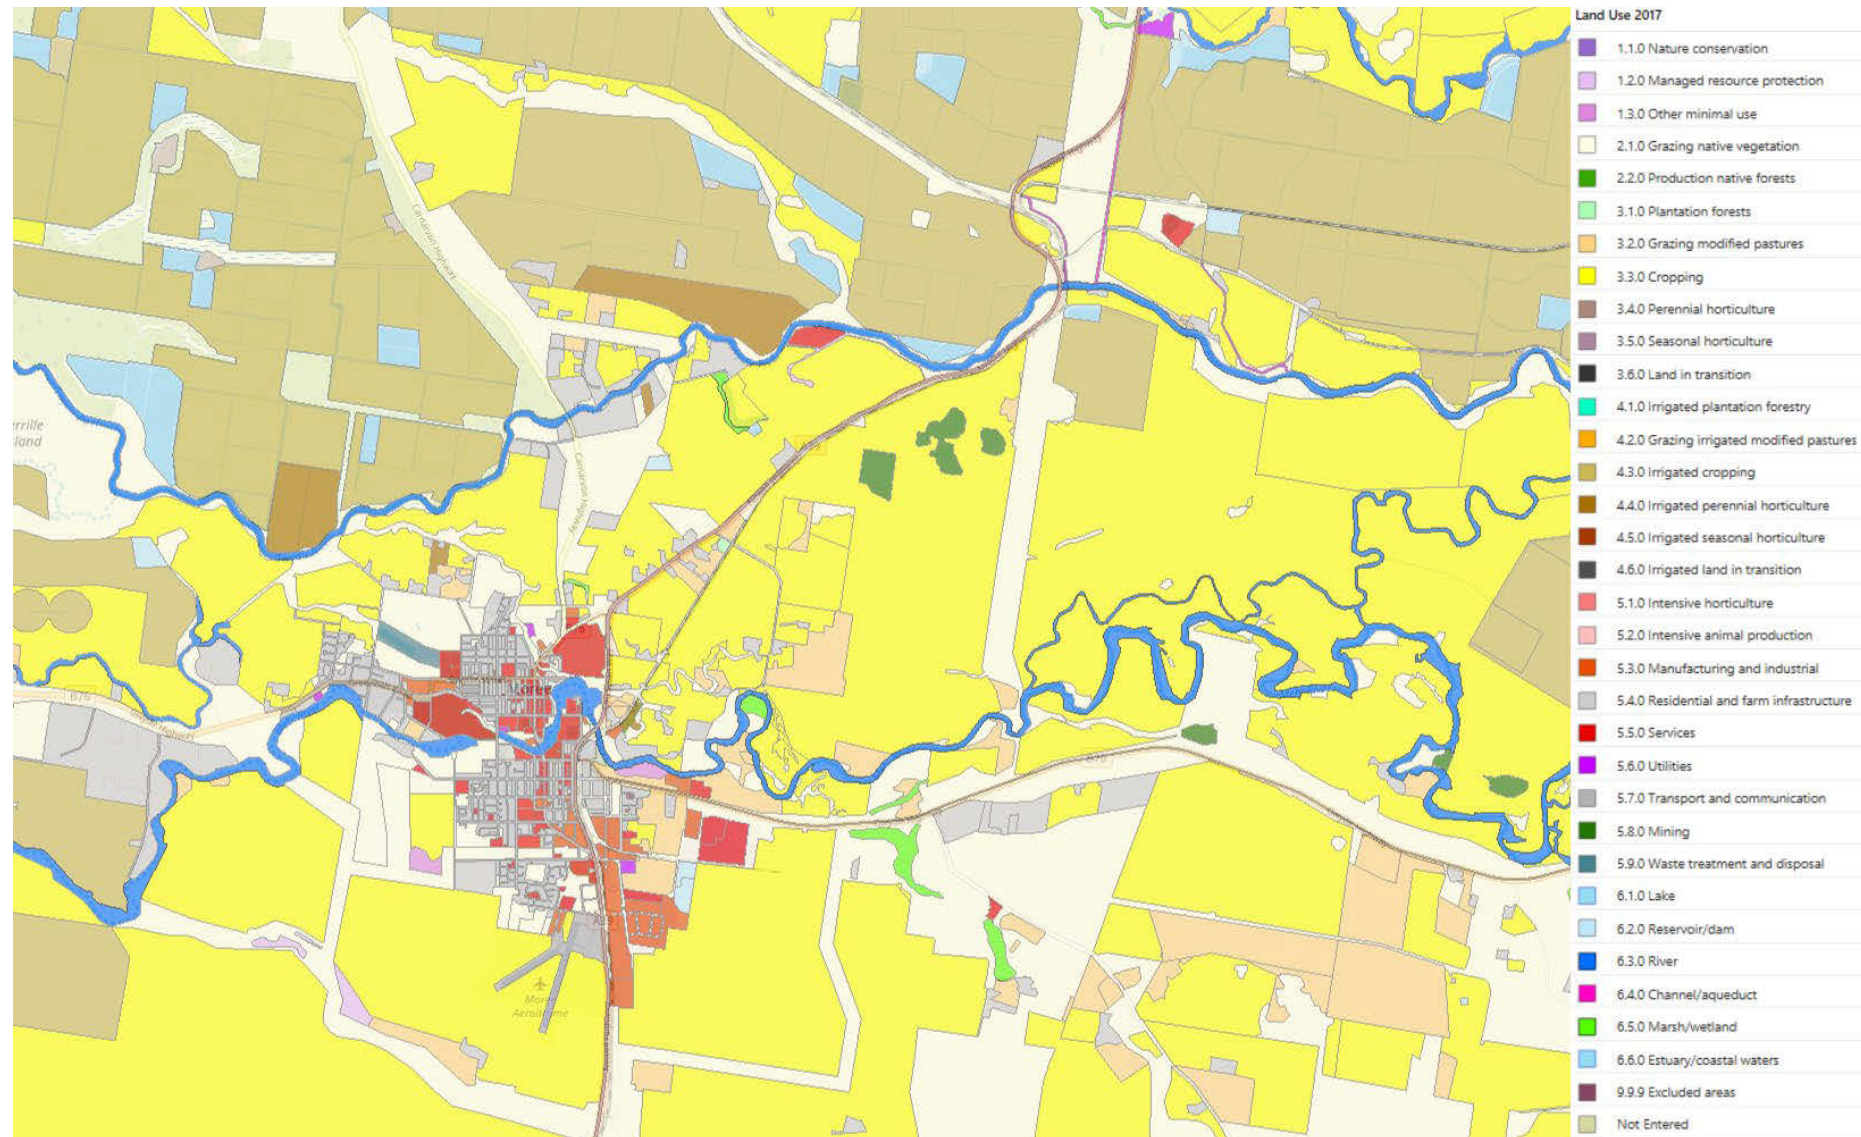 Land Use 2017
1.1.0 Nature conservation
1.2.0 Managed resource protection
1.3.0 Other minimal use
2.1.0 Grazing native vegetation
2.2.0 Production native forests
3.1.0 Plantation forests
3.2.0 Grazing modified pastures
3.3.0 Cropping
3.4.0 Perennial horticulture
3.5.0 Seasonal horticulture
3.6.0 Land in transition
4.1.0 Irrigated plantation forestry
4.2.0 Grazing irrigated modified pastures
4.3.0 Irrigated cropping
4.4.0 Irrigated perennial horticulture
4.5.0 Irrigated seasonal horticulture
4.6.0 Irrigated land in transition
5.1.0 Intensive horticulture
5.2.0 Intensive animal production
5.3.0 Manufacturing and industrial
5.4.0 Residential and farm infrastructure
5.5.0 Services
5.6.0 Utilities
5.7.0 Transport and communication
5.8.0 Mining
5.9.0 Waste treatment and disposal
6.1.0 Lake
6.2.0 Reservoir/dam
6.3.0 River
6.4.0 Channel/aqueduct
6.5.0 Marsh/wetland
6.6.0 Estuary/coastal waters
9.9.9 Excluded areas
Not Entered
Carnarvon Highway
Carnarvon Highway
errille
land
A39
B76
Highway
Moree
B76
A39
Moree
Aerodrome